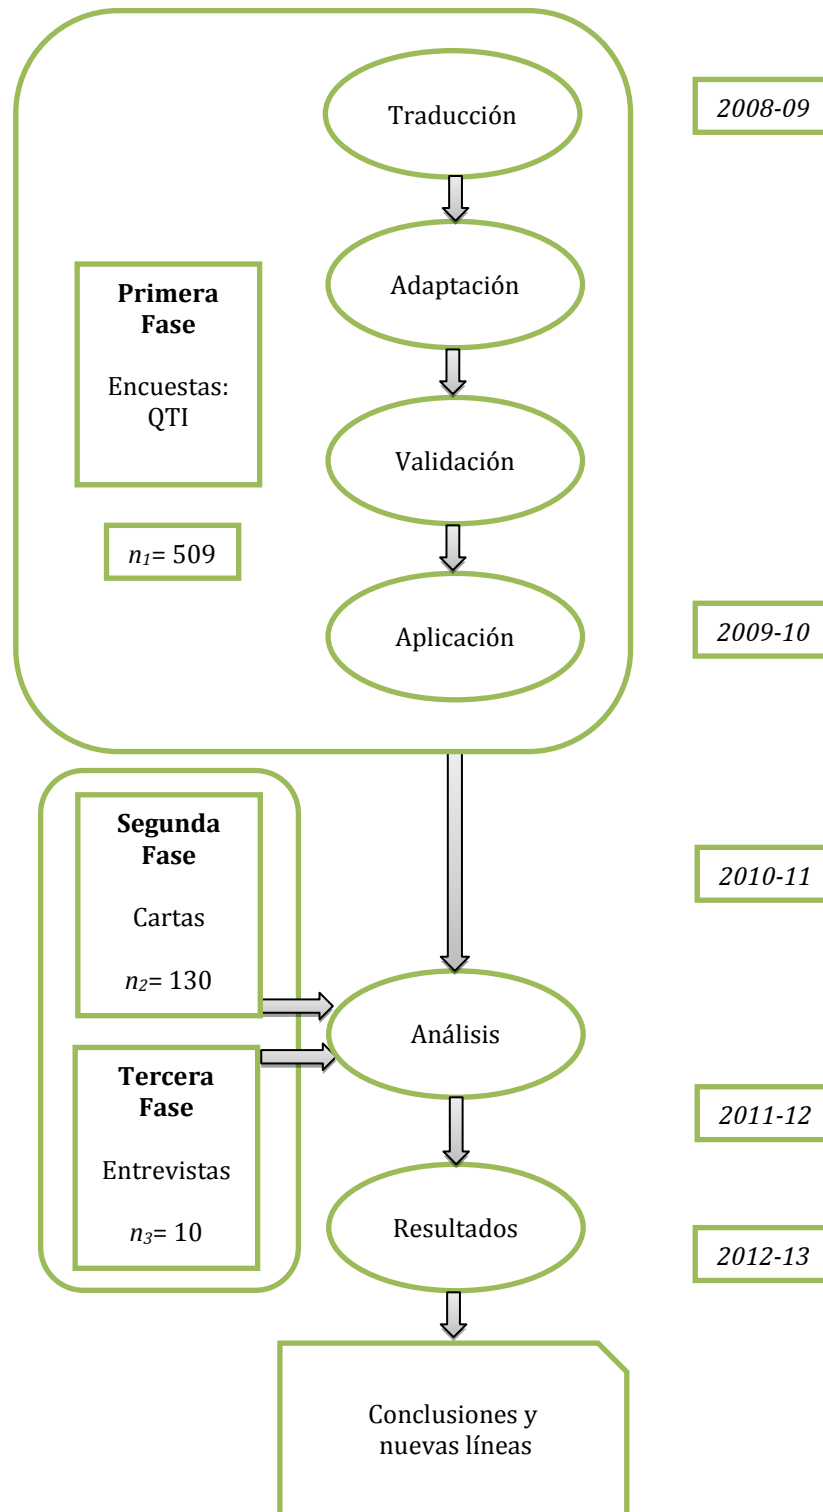 Traducción
2008-09
Adaptación
Primera
Fase
Encuestas:
QTI
Validación
n1= 509
Aplicación
2009-10
Segunda
Fase
Cartas
n2= 130
2010-11
Análisis
Tercera
Fase
Entrevistas
n3= 10
2011-12
Resultados
2012-13
Conclusiones y
nuevas líneas